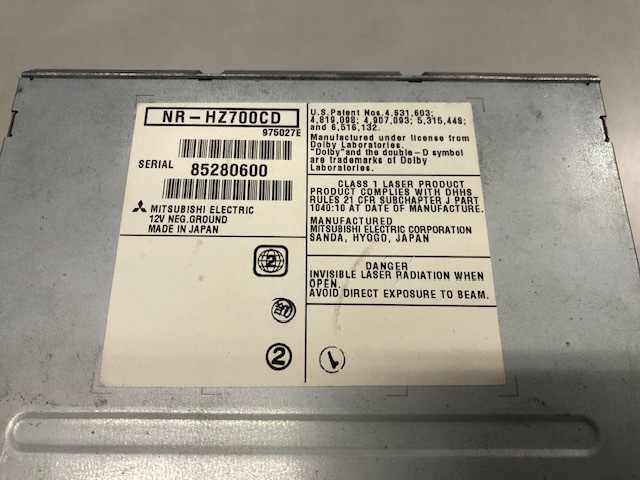 NR-HZ700CD
975027E
SERIAL
85280600
MITSUBISHI ELECTRIC
12V NEG.GROUND
MADE IN JAPAN
2
2
U.S.Patent Nos.4,631,603;
4,819,098; 4,907,093; 5,315,448;
and 6,516,132.
Manufactured under license from
Dolby Laboratories.
"Dolby" and the double-D symbol
are trademarks of Dolby
Laboratories.
CLASS 1 LASER PRODUCT
PRODUCT COMPLIES WITH DHHS
RULES 21 CFR SUBCHAPTER J PART
1040:10 AT DATE OF MANUFACTURE.
MANUFACTURED
MITSUBISHI ELECTRIC CORPORATION
SANDA, HYOGO, JAPAN
DANGER
INVISIBLE LASER RADIATION WHEN
OPEN.
AVOID DIRECT EXPOSURE TO BEAM.
1